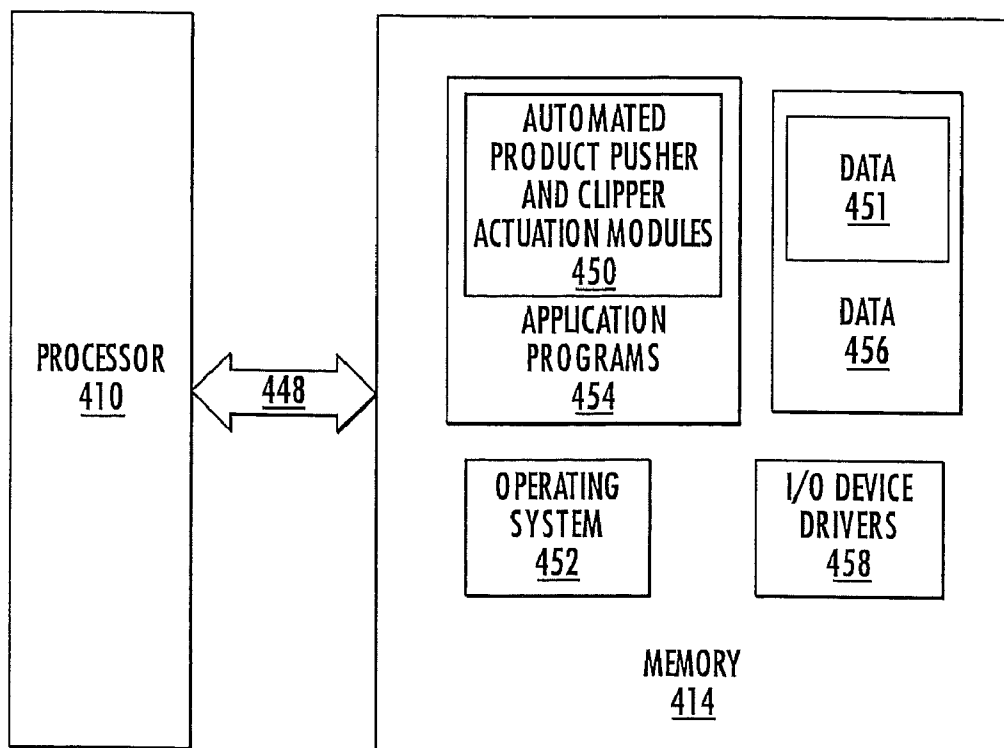 PROCESSOR
410
448
AUTOMATED
PRODUCT PUSHER
AND CLIPPER
ACTUATION MODULES
450
APPLICATION
PROGRAMS
454
DATA
451
DATA
456
OPERATING
SYSTEM
452
I/O DEVICE
DRIVERS
458
MEMORY
414